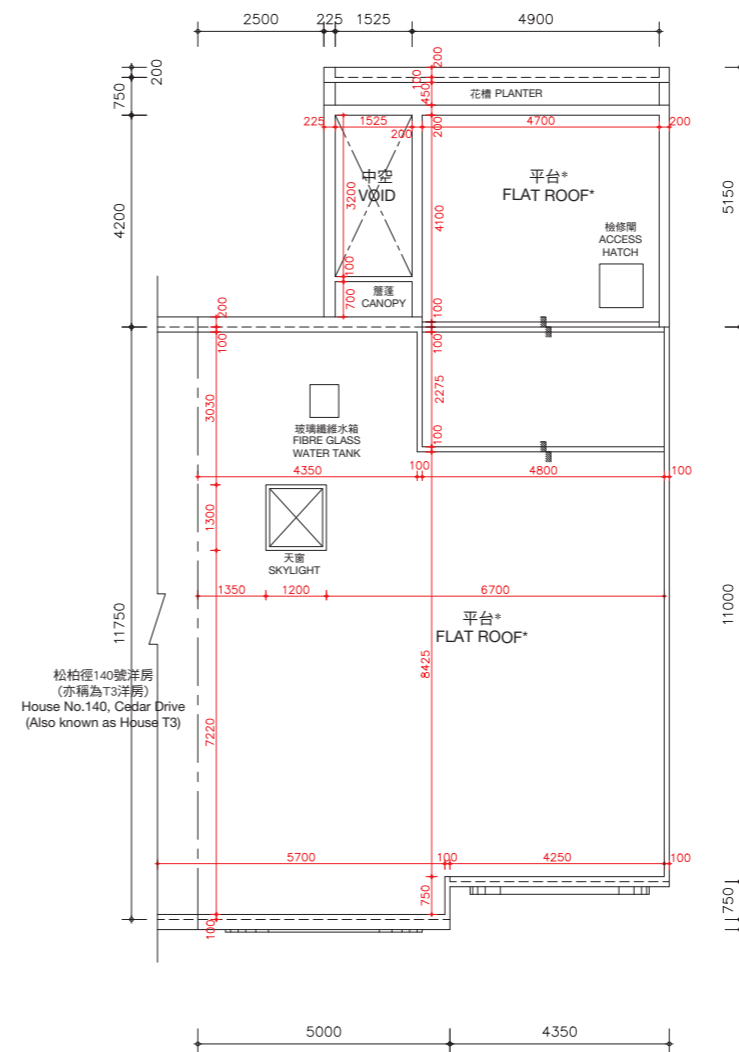 2500 225 1525 4900
200
750
200
100
450
花槽 PLANTER
225 1525 200 200 4700 200
中空
VOID
平台*
FLAT ROOF*
3200
4100
4200
5150
檢修閘
ACCESS
HATCH
100
簷篷
CANOPY
700
200
100
100
100
3030
2275
玻璃纖維水箱
FIBRE GLASS
WATER TANK
100
4350 100 4800 100
1300
天窗
SKYLIGHT
1350 1200 6700
11750
11000
平台*
FLAT ROOF*
8425
松柏徑140號洋房
(亦稱為T3洋房)
House No.140, Cedar Drive
(Also known as House T3)
7220
5700 100 4250 100
750
750
100
5000 4350